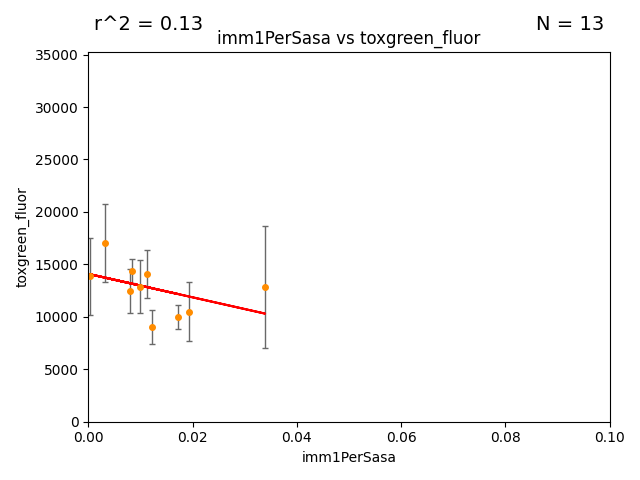 r^2 = 0.13
N = 13
imm1PerSasa vs toxgreen_fluor
35000
30000
25000
20000
15000
10000
5000
0
toxgreen_fluor
0.00
0.02
0.04
0.06
0.08
0.10
imm1PerSasa